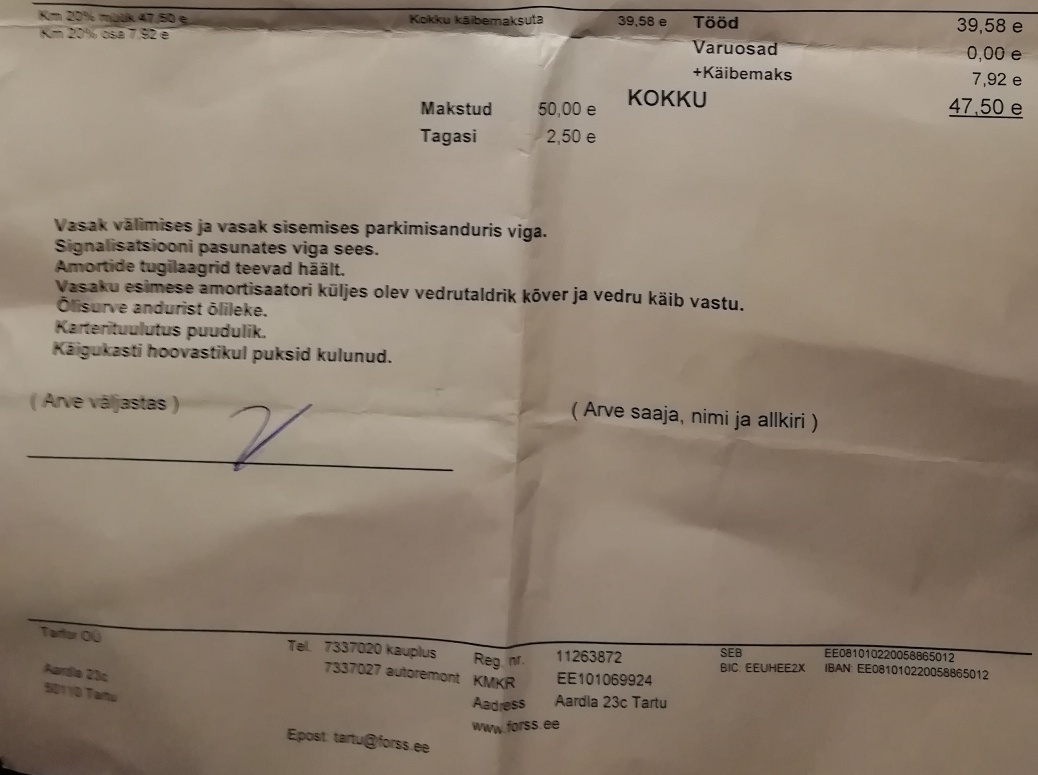 Km 20% müük 47,50 e Kokku käibemaksuta 39,58 e Tööd 39,58 e
Km 20% osa 7,92 e
Varuosad 0,00 e
+Käibemaks 7,92 e
KOKKU 47,50 e
Makstud 50,00 e
Tagasi 2,50 e
Vasak välimises ja vasak sisemises parkimisanduris viga.
Signalisatsiooni pasunates viga sees.
Amortide tugilaagrid teevad häält.
Vasaku esimese amortisaatori küljes olev vedrutaldrik kõver ja vedru käib vastu.
Õlisurve andurist õlileke.
Karterituulutus puudulik.
Käigukasti hoovastikul puksid kulunud.
( Arve väljastas ) ( Arve saaja, nimi ja allkiri )
OÜ
Aardla 23c
50110 Tartu
Tel. 7337020 kauplus
7337027 autoremont
Epost: tartu@forss.ee
Reg. nr. 11263872
KMKR EE101069924
Aadress Aardla 23c Tartu
www.forss.ee
SEB EE081010220058865012
BIC EEUHEE2X IBAN EE081010220058865012